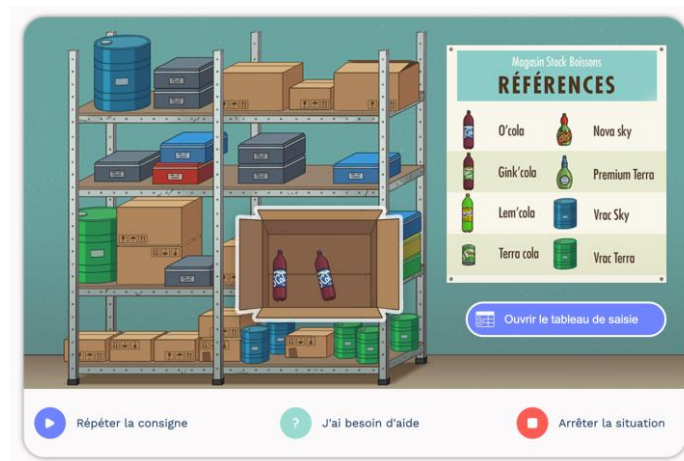 Magasin Stock Boissons
RÉFÉRENCES
O'cola
Nova sky
Gink'cola
Premium Terra
Lem'cola
Vrac Sky
Terra cola
Vrac Terra
Ouvrir le tableau de saisie
Répéter la consigne
?
J'ai besoin d'aide
Arrêter la situation